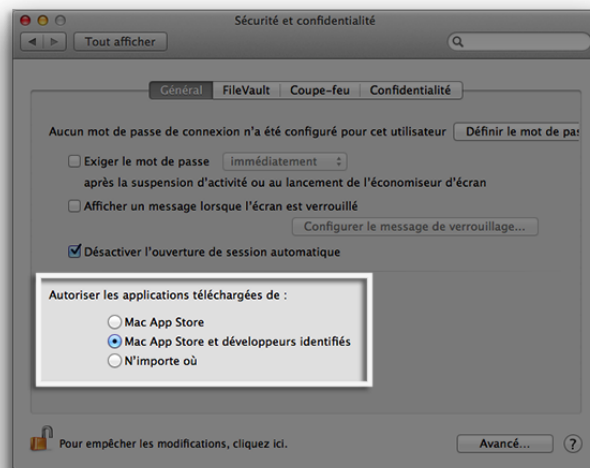 Sécurité et confidentialité
Tout afficher
Général FileVault Coupe-feu Confidentialité
Aucun mot de passe de connexion n'a été configuré pour cet utilisateur Définir le mot de pas
Exiger le mot de passe immédiatement
après la suspension d'activité ou au lancement de l'économiseur d'écran
Afficher un message lorsque l'écran est verrouillé
Configurer le message de verrouillage...
Désactiver l'ouverture de session automatique
Autoriser les applications téléchargées de :
Mac App Store
Mac App Store et développeurs identifiés
N'importe où
Pour empêcher les modifications, cliquez ici.
Avancé... ?